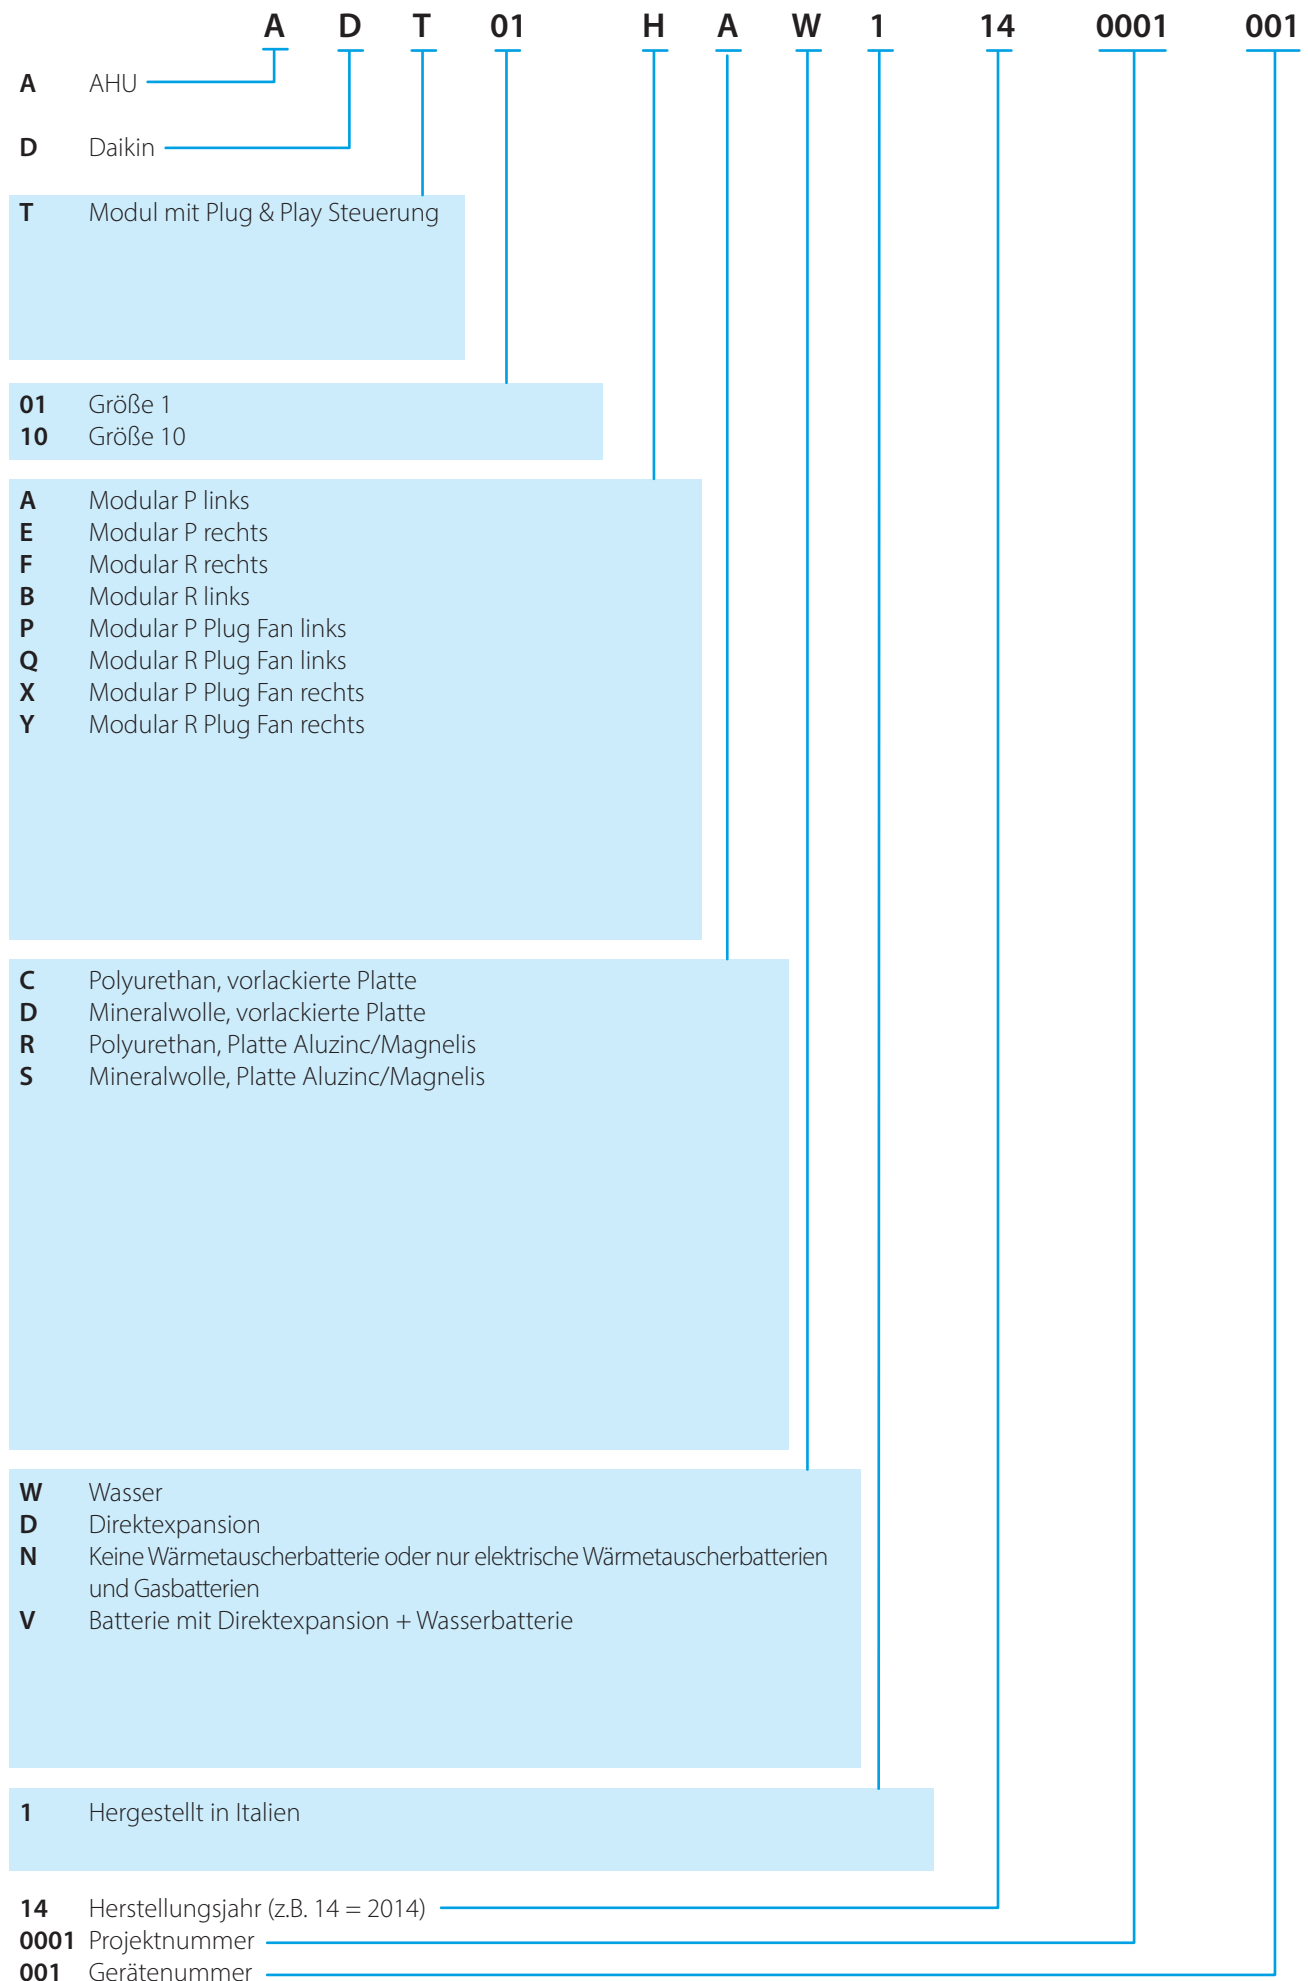 A D T 01 H A W 1 14 0001 001
A AHU
D Daikin
T Modul mit Plug & Play Steuerung
01 Größe 1
10 Größe 10
A Modular P links
E Modular P rechts
F Modular R rechts
B Modular R links
P Modular P Plug Fan links
Q Modular R Plug Fan links
X Modular P Plug Fan rechts
Y Modular R Plug Fan rechts
C Polyurethan, vorlackierte Platte
D Mineralwolle, vorlackierte Platte
R Polyurethan, Platte Aluzinc/Magnelis
S Mineralwolle, Platte Aluzinc/Magnelis
W Wasser
D Direktexpansion
N Keine Wärmetauscherbatterie oder nur elektrische Wärmetauscherbatterien
und Gasbatterien
V Batterie mit Direktexpansion + Wasserbatterie
1 Hergestellt in Italien
14 Herstellungsjahr (z.B. 14 = 2014)
0001 Projektnummer
001 Gerätenummer